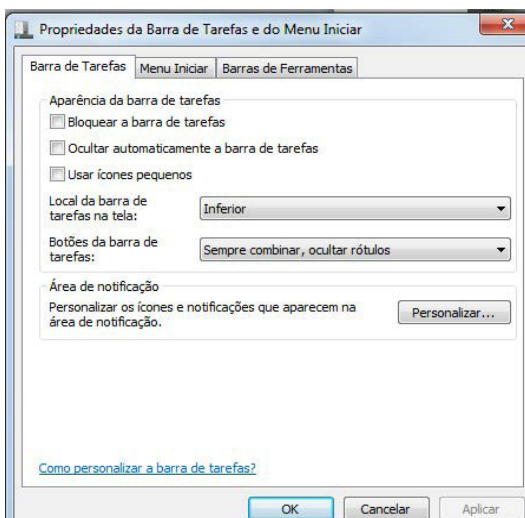 Propriedades da Barra de Tarefas e do Menu Iniciar
Barra de Tarefas Menu Iniciar Barras de Ferramentas
Aparência da barra de tarefas
Bloquear a barra de tarefas
Ocultar automaticamente a barra de tarefas
Usar ícones pequenos
Local da barra de
tarefas na tela:
Inferior
Botões da barra de
tarefas:
Sempre combinar, ocultar rótulos
Área de notificação
Personalizar os ícones e notificações que aparecem na
área de notificação.
Personalizar...
Como personalizar a barra de tarefas?
OK Cancelar Aplicar